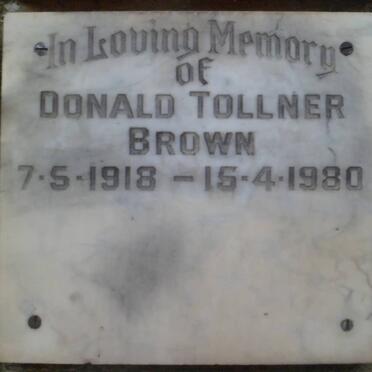 In Loving Memory
of
DONALD TOLLNER
BROWN
7-5-1918 - 15-4-1980